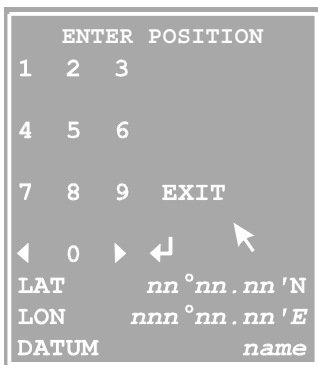 ENTER POSITION
1 2 3
4 5 6
7 8 9 EXIT
◀ 0 ▶ ↵
LAT nn°nn.nn'N
LON nnn°nn.nn'E
DATUM name